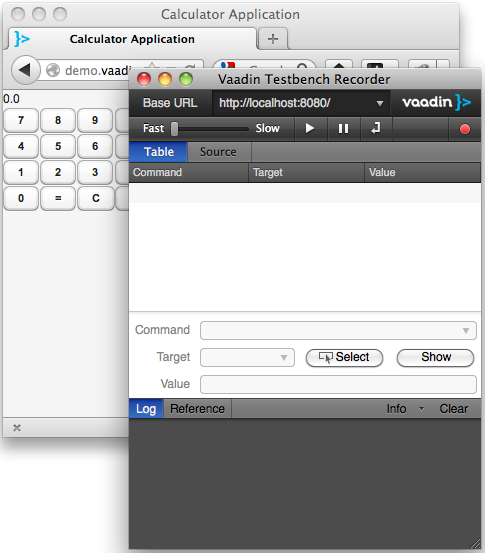 Calculator Application
Calculator Application
demo.vaadi
0.0
7 8 9
4 5 6
1 2 3
0 = C
Vaadin Testbench Recorder
Base URL http://localhost:8080/ vaadin }>
Fast Slow
Table Source
Command Target Value
Command
Target Select Show
Value
Log Reference Info Clear